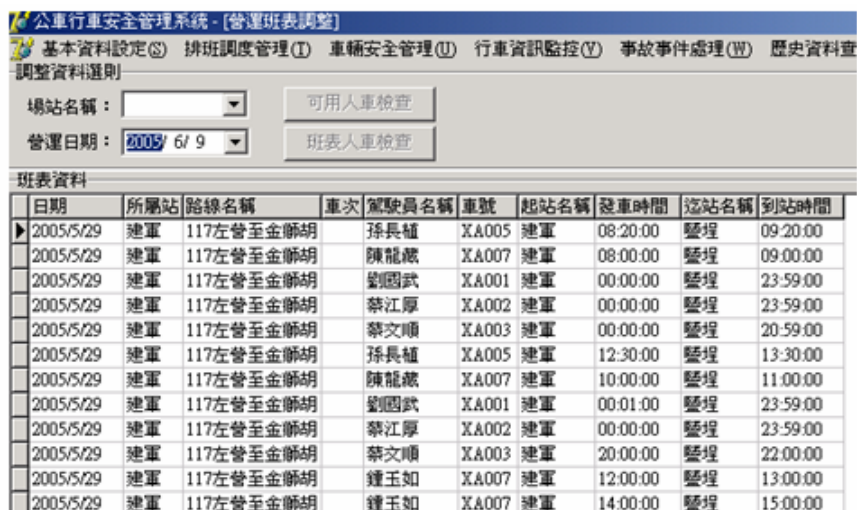 公車行車安全管理系統 - [營運班表調整]
基本資料設定(S) 排班調度管理(T) 車輛安全管理(U) 行車資訊監控(V) 事故事件處理(W) 歷史資料查
調整資料選則
場站名稱： 可用人車檢查
營運日期： 2005/ 6/ 9 班表人車檢查
班表資料
日期 所屬站 路線名稱 車次 駕駛員名稱 車號 起站名稱 發車時間 迄站名稱 到站時間
2005/5/29 建軍 117左營至金獅胡 孫長植 XA005 建軍 08:20:00 鹽埕 09:20:00
2005/5/29 建軍 117左營至金獅胡 陳龍葳 XA007 建軍 08:00:00 鹽埕 09:00:00
2005/5/29 建軍 117左營至金獅胡 劉國武 XA001 建軍 00:00:00 鹽埕 23:59:00
2005/5/29 建軍 117左營至金獅胡 蔡江厚 XA002 建軍 00:00:00 鹽埕 23:59:00
2005/5/29 建軍 117左營至金獅胡 蔡文順 XA003 建軍 00:00:00 鹽埕 20:59:00
2005/5/29 建軍 117左營至金獅胡 孫長植 XA005 建軍 12:30:00 鹽埕 13:30:00
2005/5/29 建軍 117左營至金獅胡 陳龍葳 XA007 建軍 10:00:00 鹽埕 11:00:00
2005/5/29 建軍 117左營至金獅胡 劉國武 XA001 建軍 00:01:00 鹽埕 23:59:00
2005/5/29 建軍 117左營至金獅胡 蔡江厚 XA002 建軍 00:00:00 鹽埕 23:59:00
2005/5/29 建軍 117左營至金獅胡 蔡文順 XA003 建軍 20:00:00 鹽埕 22:00:00
2005/5/29 建軍 117左營至金獅胡 鍾玉如 XA007 建軍 12:00:00 鹽埕 13:00:00
2005/5/29 建軍 117左營至金獅胡 鍾玉如 XA007 建軍 14:00:00 鹽埕 15:00:00